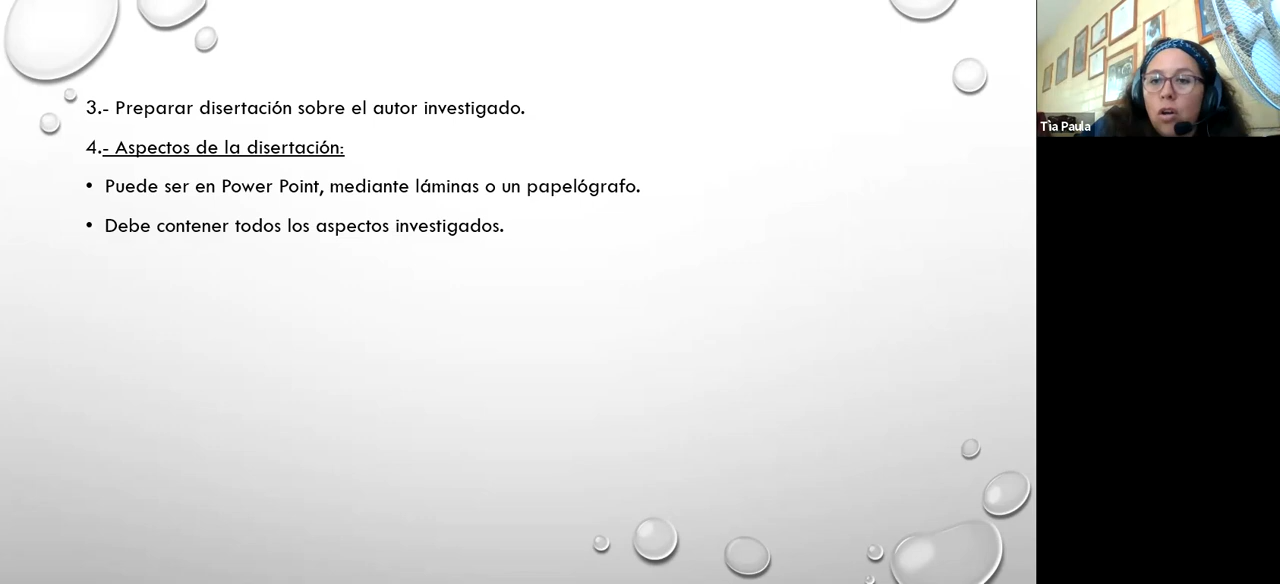 3.- Preparar disertación sobre el autor investigado.
4.- Aspectos de la disertación:
• Puede ser en Power Point, mediante láminas o un papelógrafo.
• Debe contener todos los aspectos investigados.
Tìa Paula